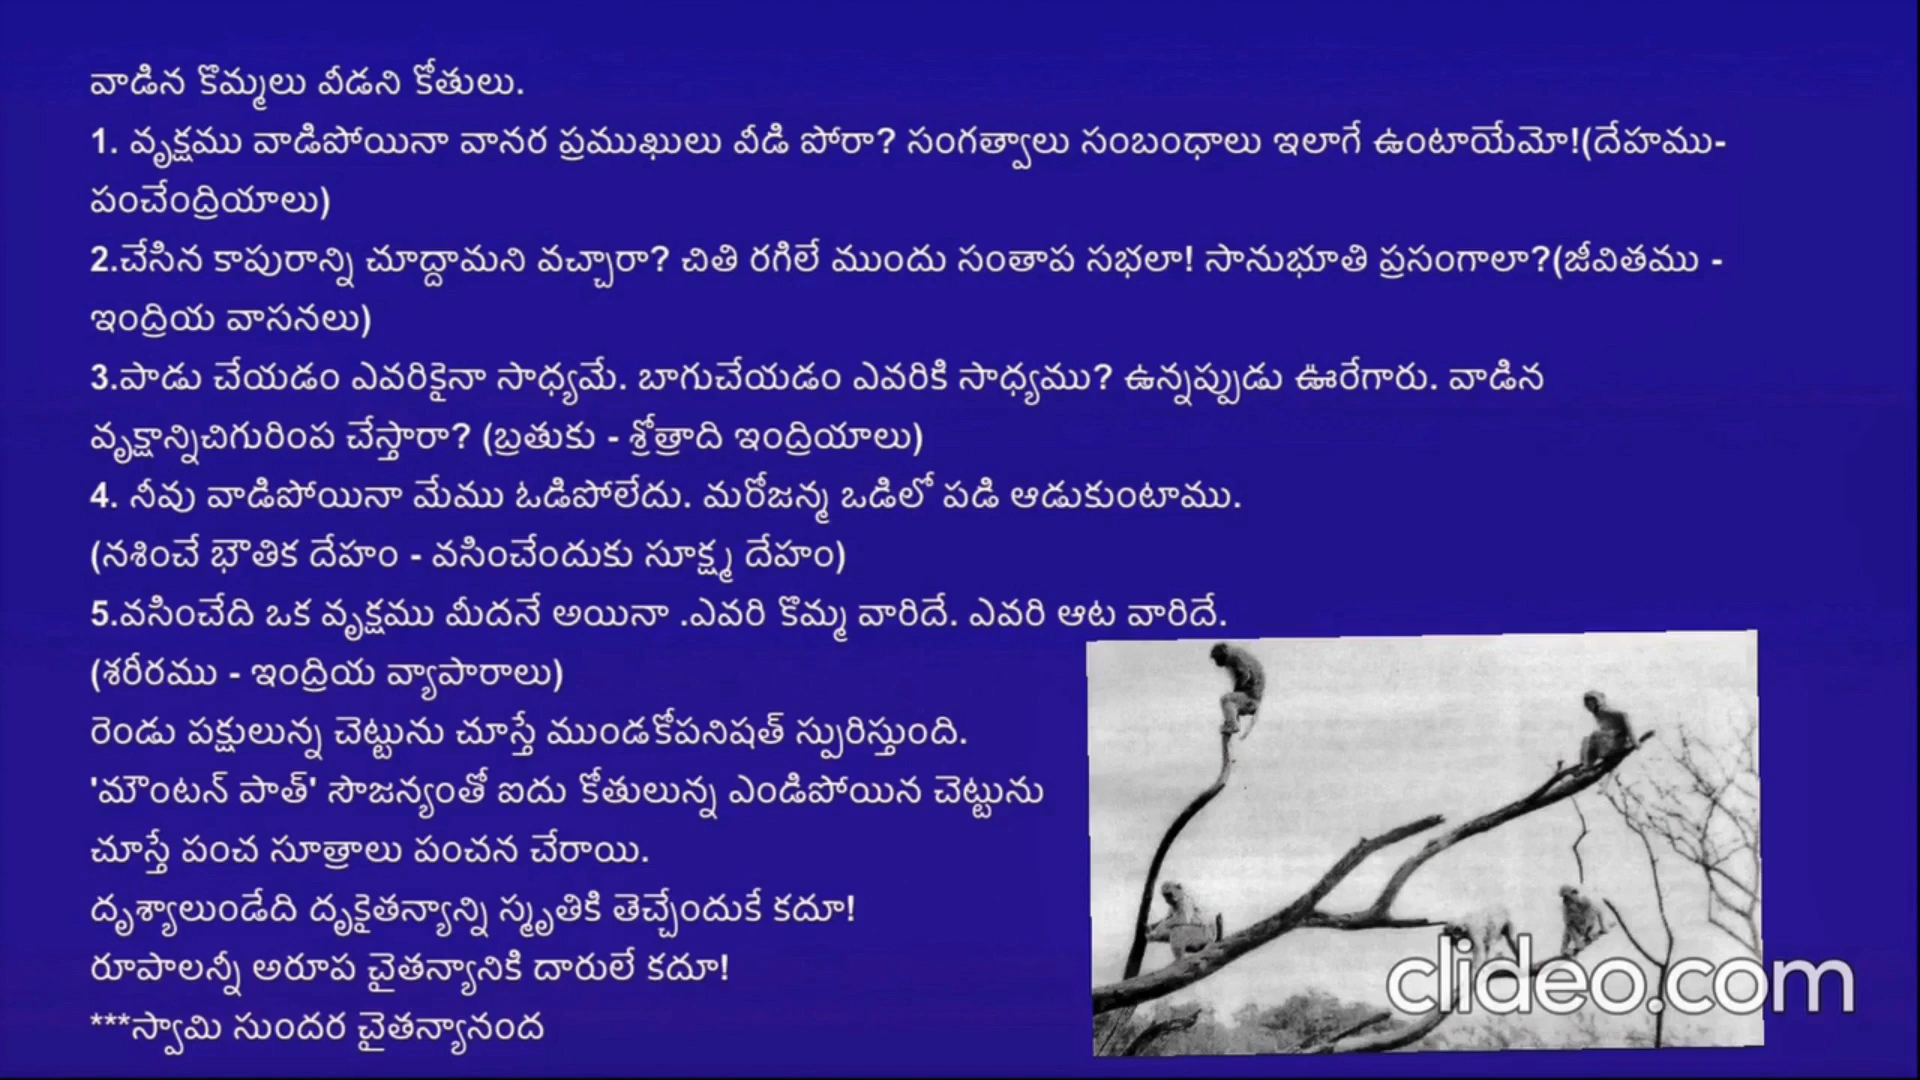 వాడిన కొమ్మలు వీడని కోతులు.
1. వృక్షము వాడిపోయినా వానర ప్రముఖులు వీడి పోరా? సంగత్వాలు సంబంధాలు ఇలాగే ఉంటాయేమో!(దేహము-
పంచేంద్రియాలు)
2.చేసిన కాపురాన్ని చూద్దామని వచ్చారా? చితి రగిలే ముందు సంతాప సభలా! సానుభూతి ప్రసంగాలా?(జీవితము -
ఇంద్రియ వాసనలు)
3.పాడు చేయడం ఎవరికైనా సాధ్యమే. బాగుచేయడం ఎవరికి సాధ్యము? ఉన్నప్పుడు ఊరేగారు. వాడిన
వృక్షాన్నిచిగురింప చేస్తారా? (బ్రతుకు - శ్రోత్రాది ఇంద్రియాలు)
4. నీవు వాడిపోయినా మేము ఓడిపోలేదు. మరోజన్మ ఒడిలో పడి ఆడుకుంటాము.
(నశించే భౌతిక దేహం - వసించేందుకు సూక్ష్మ దేహం)
5.వసించేది ఒక వృక్షము మీదనే అయినా .ఎవరి కొమ్మ వారిదే. ఎవరి ఆట వారిదే.
(శరీరము - ఇంద్రియ వ్యాపారాలు)
రెండు పక్షులున్న చెట్టును చూస్తే ముండకోపనిషత్ స్పురిస్తుంది.
'మౌంటన్ పాత్' సౌజన్యంతో ఐదు కోతులున్న ఎండిపోయిన చెట్టును
చూస్తే పంచ సూత్రాలు పంచన చేరాయి.
దృశ్యాలుండేది దృక్చైతన్యాన్ని స్మృతికి తెచ్చేందుకే కదూ!
రూపాలన్నీ అరూప చైతన్యానికి దారులే కదూ!
***స్వామి సుందర చైతన్యానంద
clideo.com